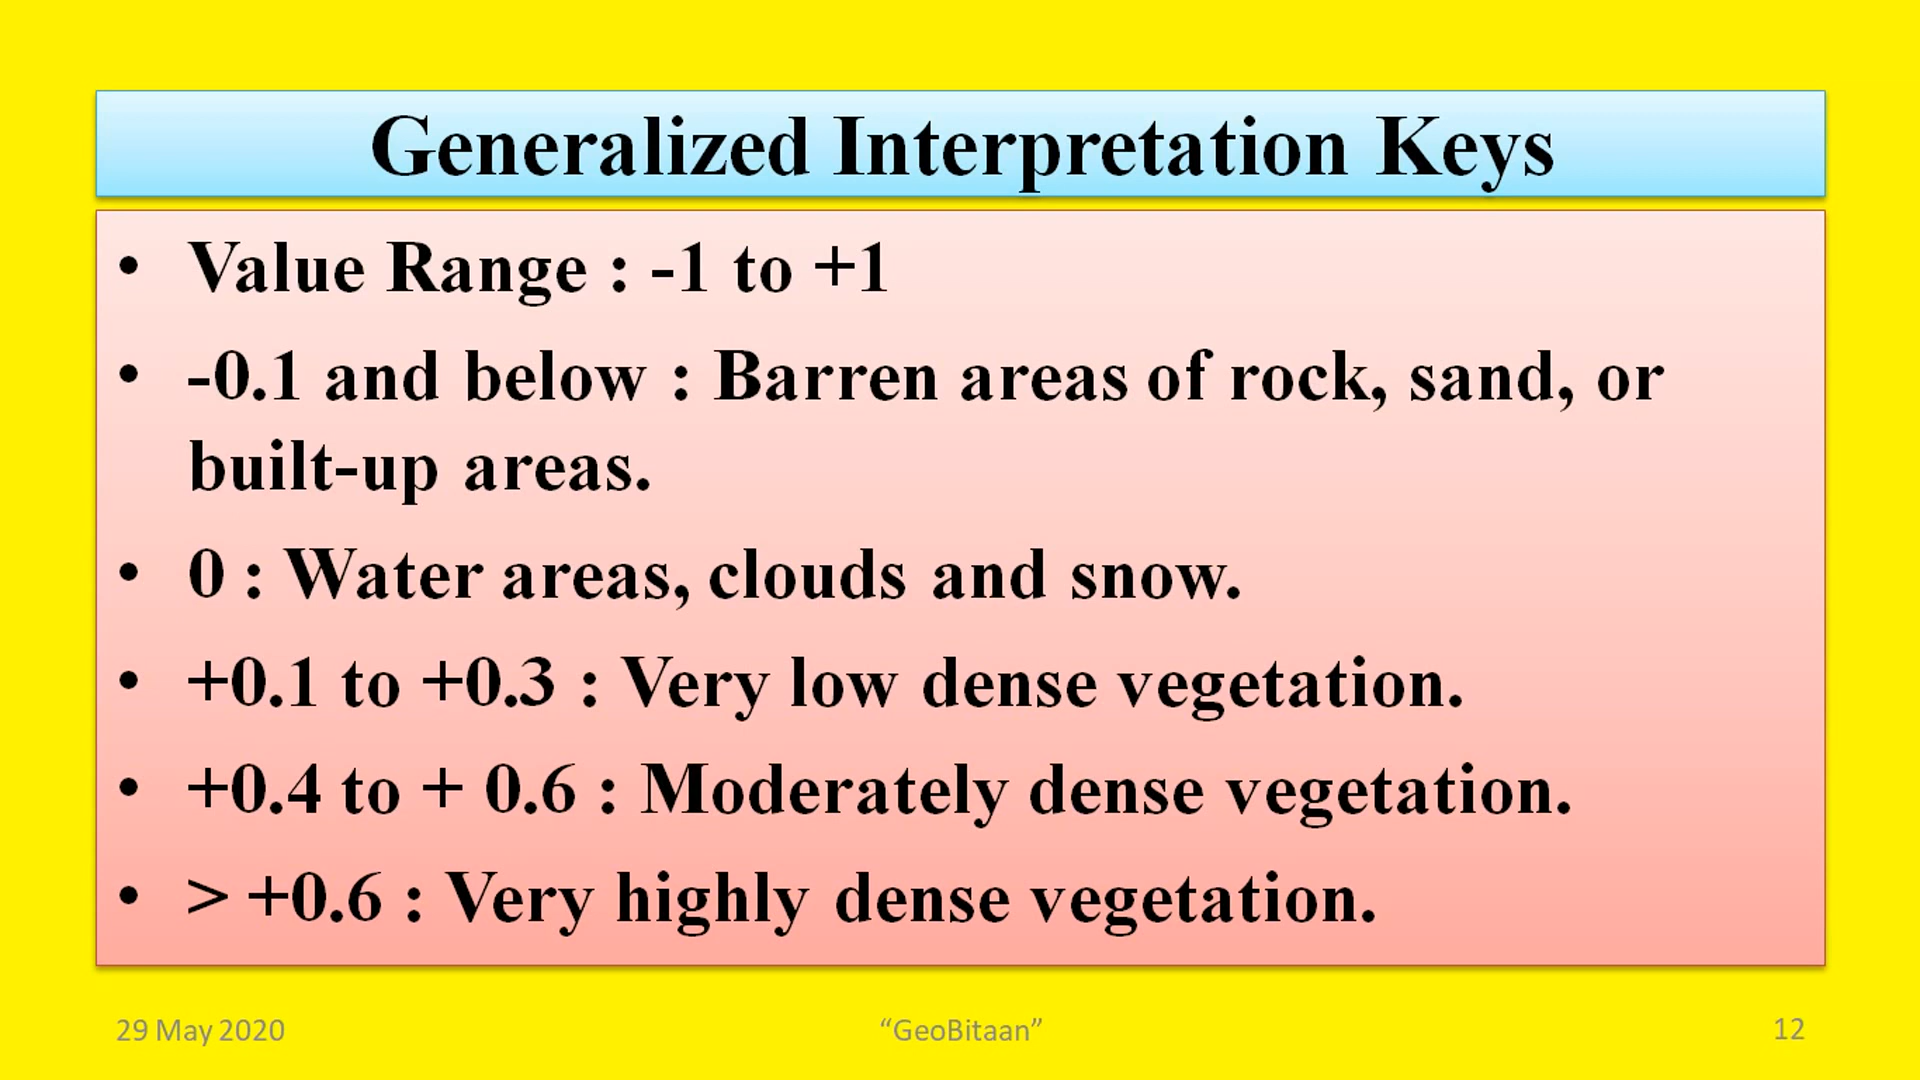 Generalized Interpretation Keys
• Value Range : -1 to +1
• -0.1 and below : Barren areas of rock, sand, or
built-up areas.
• 0 : Water areas, clouds and snow.
• +0.1 to +0.3 : Very low dense vegetation.
• +0.4 to + 0.6 : Moderately dense vegetation.
• > +0.6 : Very highly dense vegetation.
29 May 2020
“GeoBitaan”
12